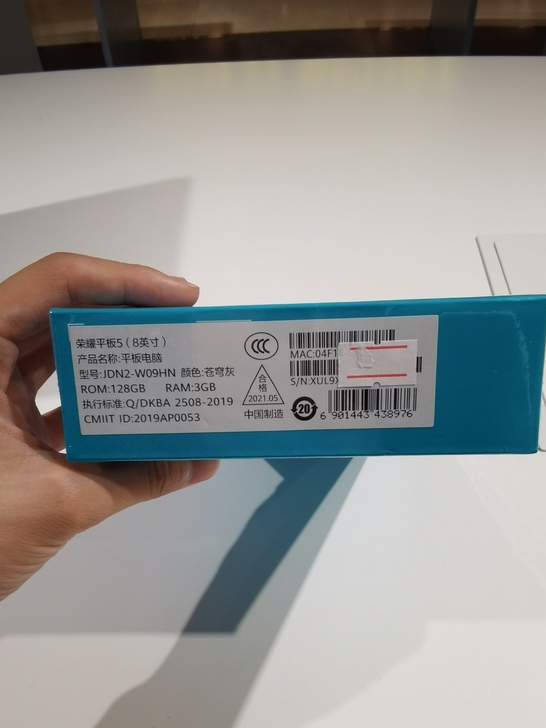 荣耀平板5（8英寸）
产品名称:平板电脑
型号:JDN2-W09HN 颜色:苍穹灰
ROM:128GB RAM:3GB
执行标准:Q/DKBA 2508-2019
CMIIT ID:2019AP0053
CCC
合格
2021.05
中国制造
MAC:04F1
S/N:XUL9
20
6 901443 438976